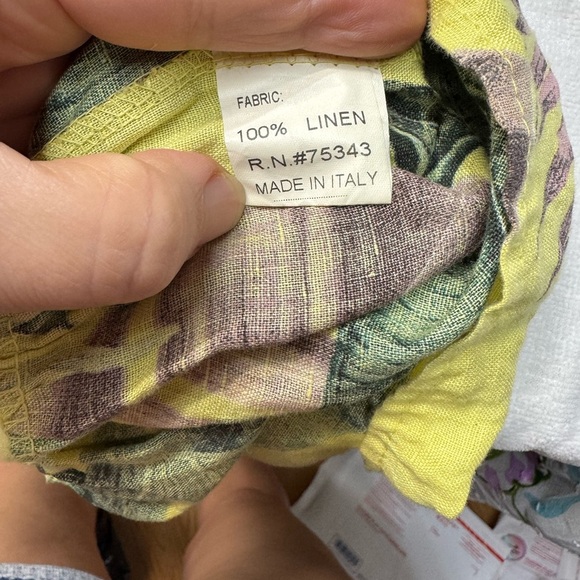 FABRIC:
100% LINEN
R.N.#75343
MADE IN ITALY